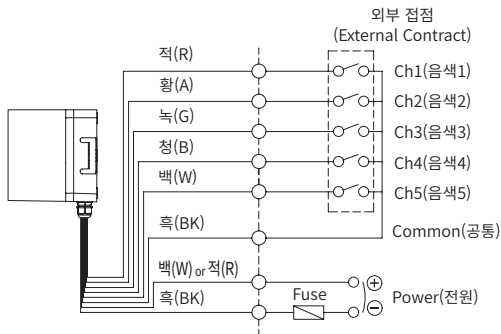 외부 접점
(External Contract)
적(R)
Ch1(음색1)
황(A)
Ch2(음색2)
녹(G)
Ch3(음색3)
청(B)
Ch4(음색4)
백(W)
Ch5(음색5)
흑(BK)
Common(공통)
백(W) or 적(R)
흑(BK)
Fuse
+
−
Power(전원)